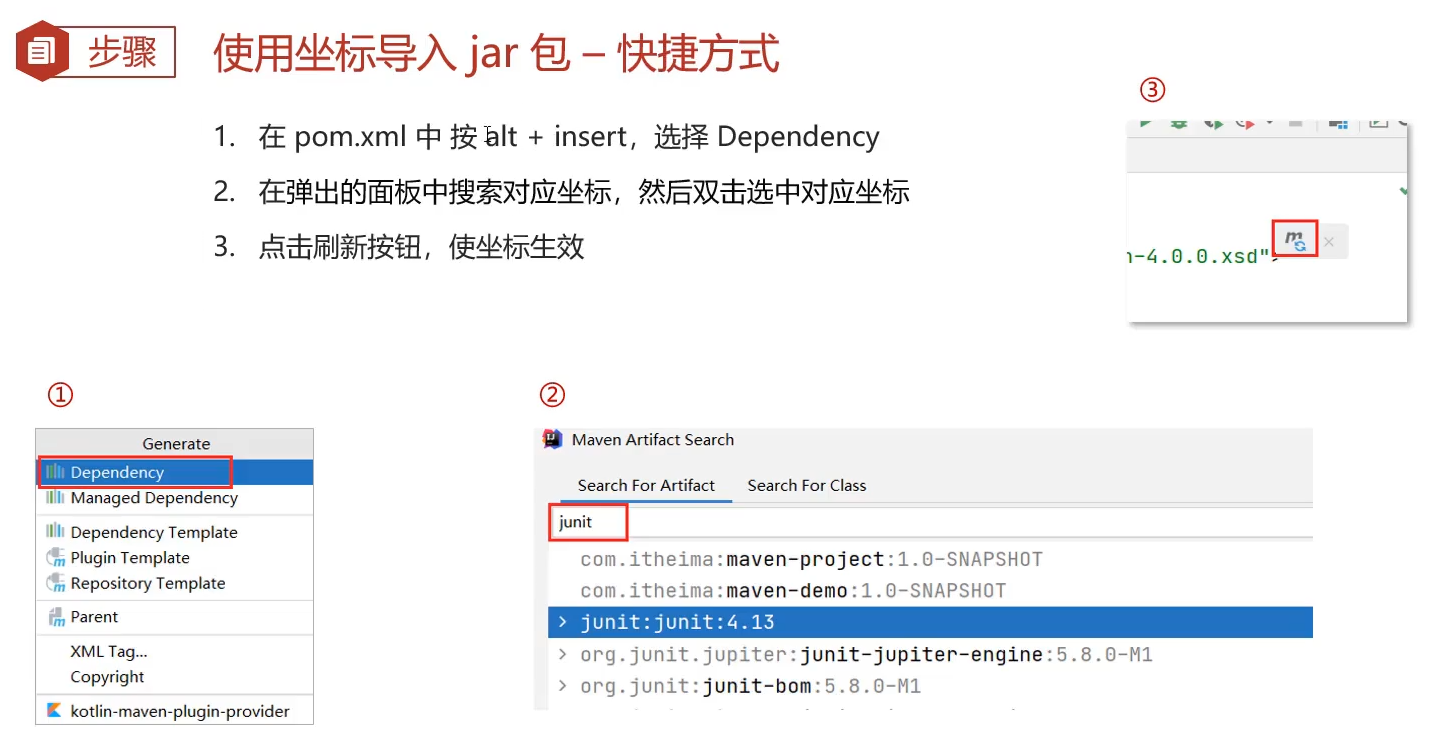 步骤
使用坐标导入 jar 包 – 快捷方式
1. 在 pom.xml 中 按 alt + insert，选择 Dependency
2. 在弹出的面板中搜索对应坐标，然后双击选中对应坐标
3. 点击刷新按钮，使坐标生效
③
n-4.0.0.xsd">
①
Generate
Dependency
Managed Dependency
Dependency Template
Plugin Template
Repository Template
Parent
XML Tag...
Copyright
kotlin-maven-plugin-provider
②
Maven Artifact Search
Search For Artifact Search For Class
junit
com.itheima:maven-project:1.0-SNAPSHOT
com.itheima:maven-demo:1.0-SNAPSHOT
junit:junit:4.13
org.junit.jupiter:junit-jupiter-engine:5.8.0-M1
org.junit:junit-bom:5.8.0-M1